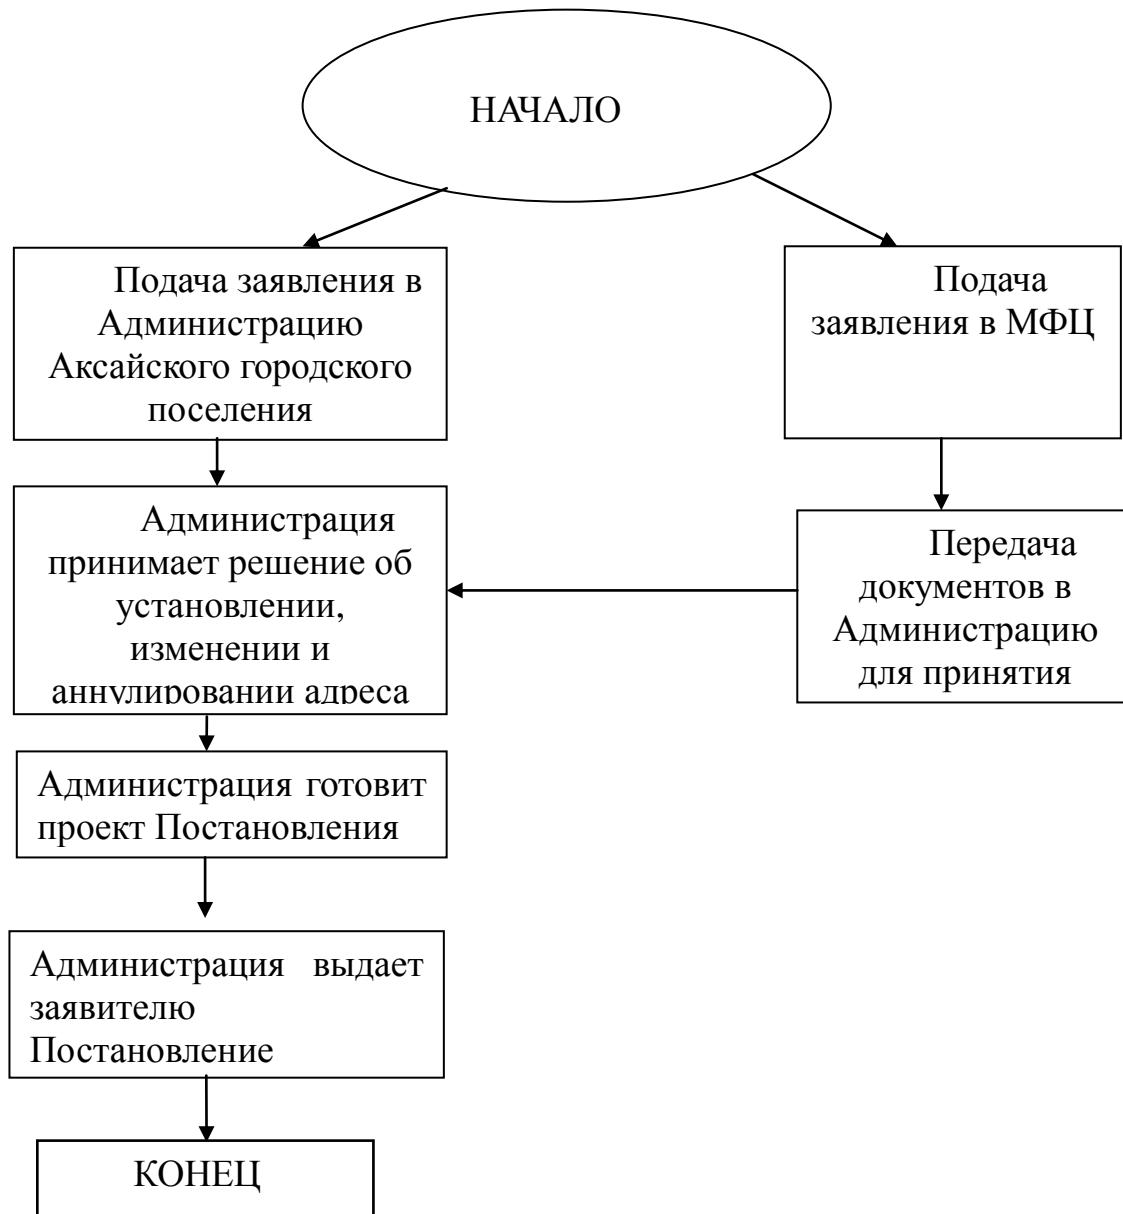 НАЧАЛО
Подача заявления в
Администрацию
Аксайского городского
поселения
Подача
заявления в МФЦ
Администрация
принимает решение об
установлении,
изменении и
аннулировании адреса
Передача
документов в
Администрацию
для принятия
Администрация готовит
проект Постановления
Администрация выдает
заявителю
Постановление
КОНЕЦ